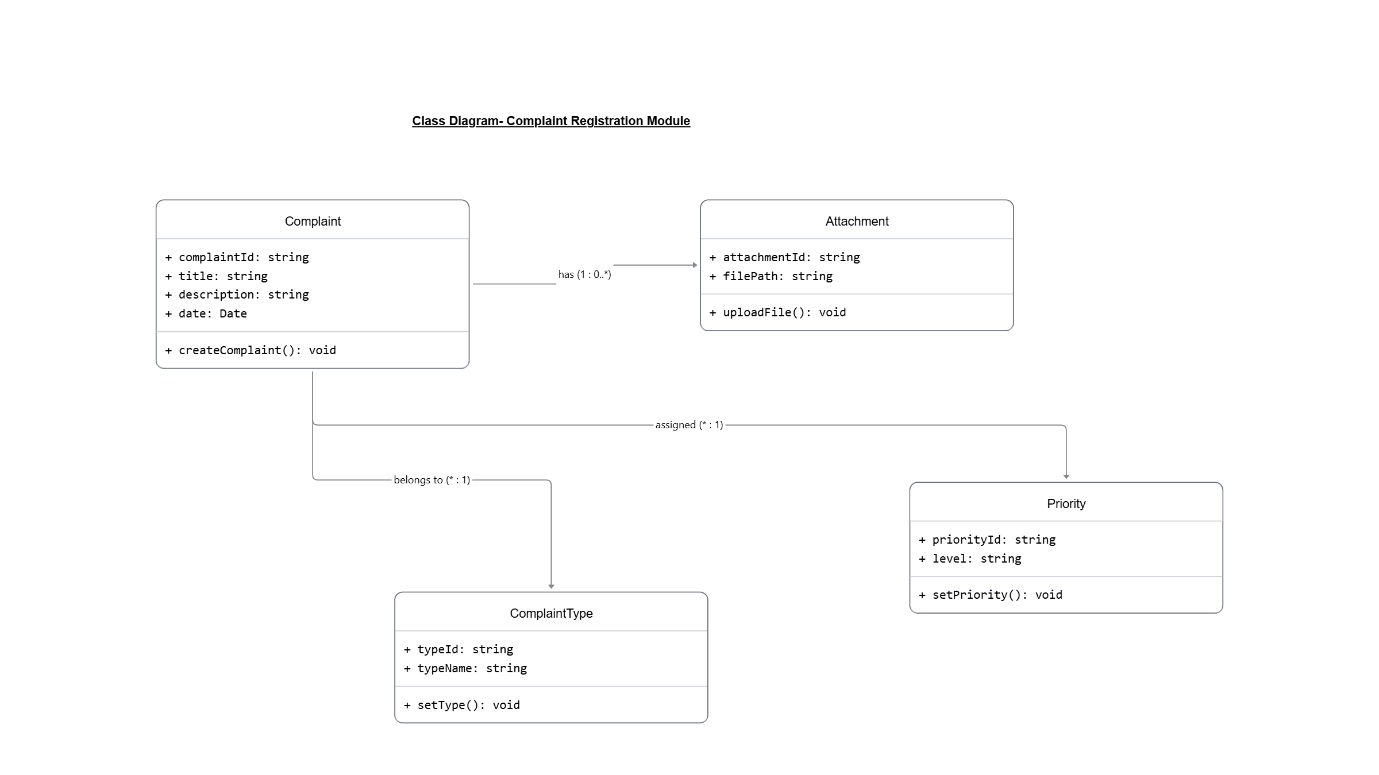 Class Diagram- Complaint Registration Module
Complaint
+ complaintId: string
+ title: string
+ description: string
+ date: Date
+ createComplaint(): void
has (1 : 0..*)
Attachment
+ attachmentId: string
+ filePath: string
+ uploadFile(): void
assigned (* : 1)
belongs to (* : 1)
Priority
+ priorityId: string
+ level: string
+ setPriority(): void
ComplaintType
+ typeId: string
+ typeName: string
+ setType(): void